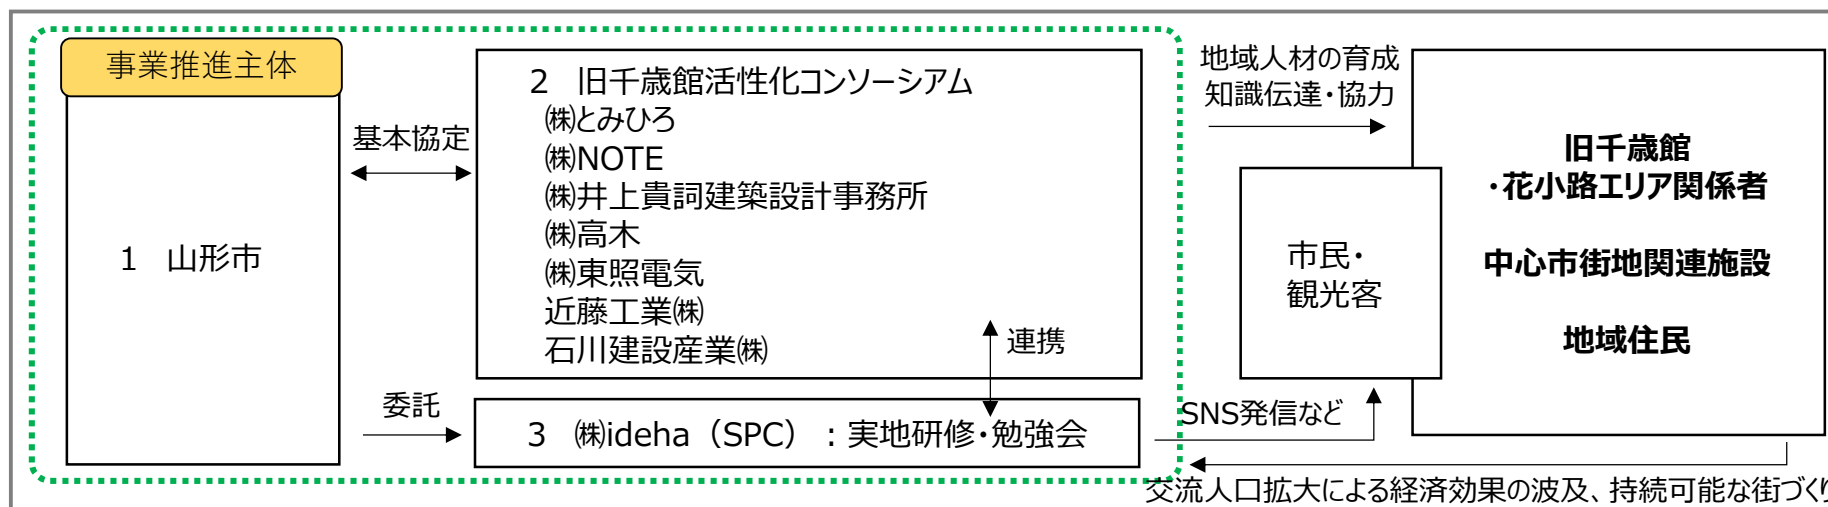 事業推進主体
1 山形市
基本協定
委託
2 旧千歳館活性化コンソーシアム
㈱とみひろ
㈱NOTE
㈱井上貴詞建築設計事務所
㈱高木
㈱東照電気
近藤工業㈱
石川建設産業㈱
連携
3 ㈱ideha（SPC）：実地研修・勉強会
地域人材の育成
知識伝達・協力
SNS発信など
市民・
観光客
旧千歳館
・花小路エリア関係者
中心市街地関連施設
地域住民
交流人口拡大による経済効果の波及、持続可能な街づくり